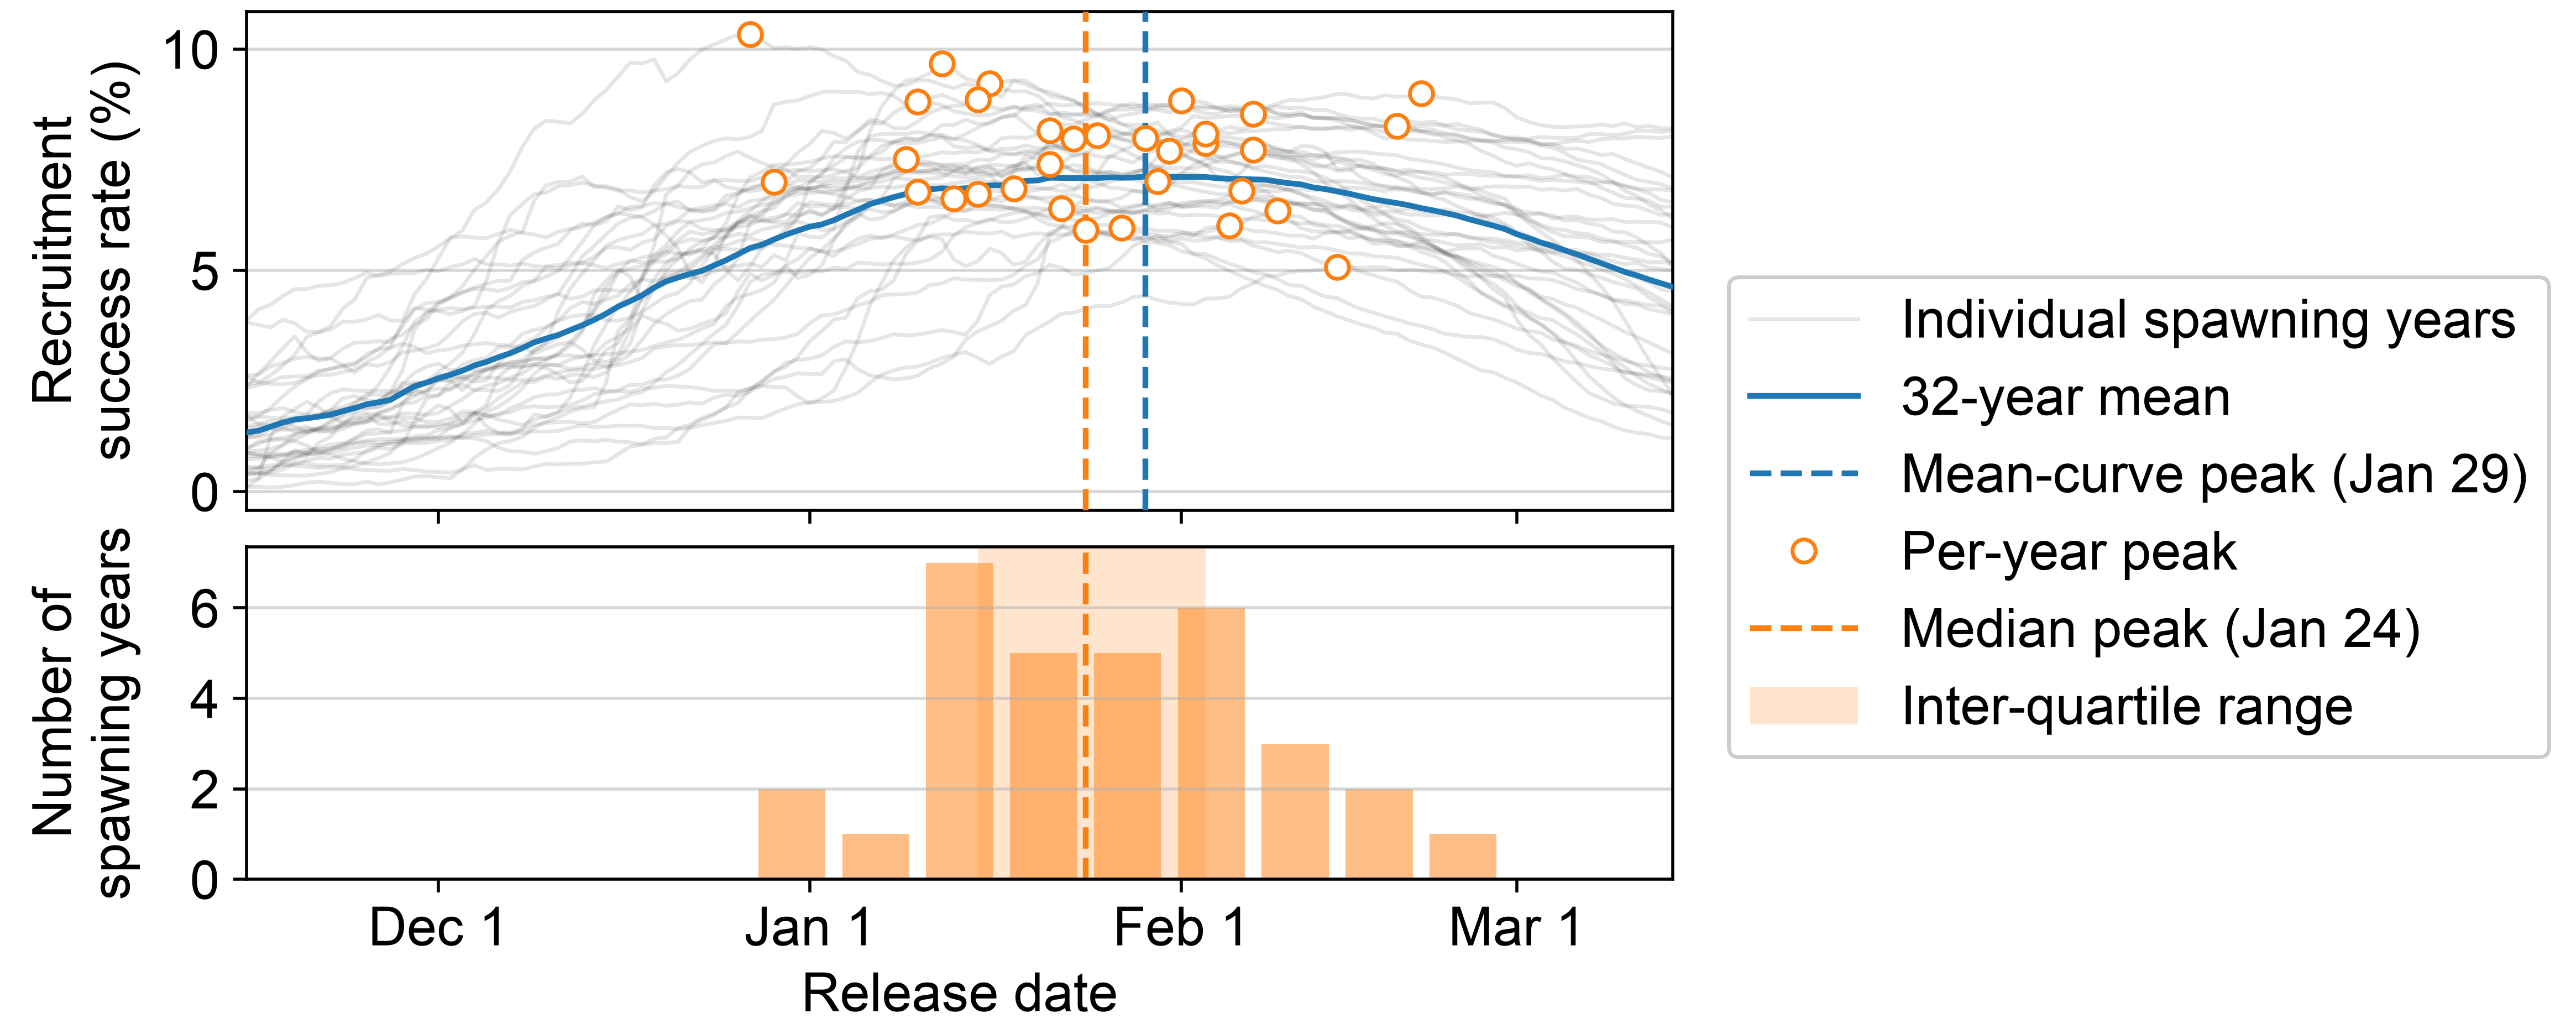 Recruitment
success rate (%)
10
5
0
Number of
spawning years
6
4
2
0
Dec 1
Jan 1
Feb 1
Mar 1
Release date
Individual spawning years
32-year mean
Mean-curve peak (Jan 29)
Per-year peak
Median peak (Jan 24)
Inter-quartile range